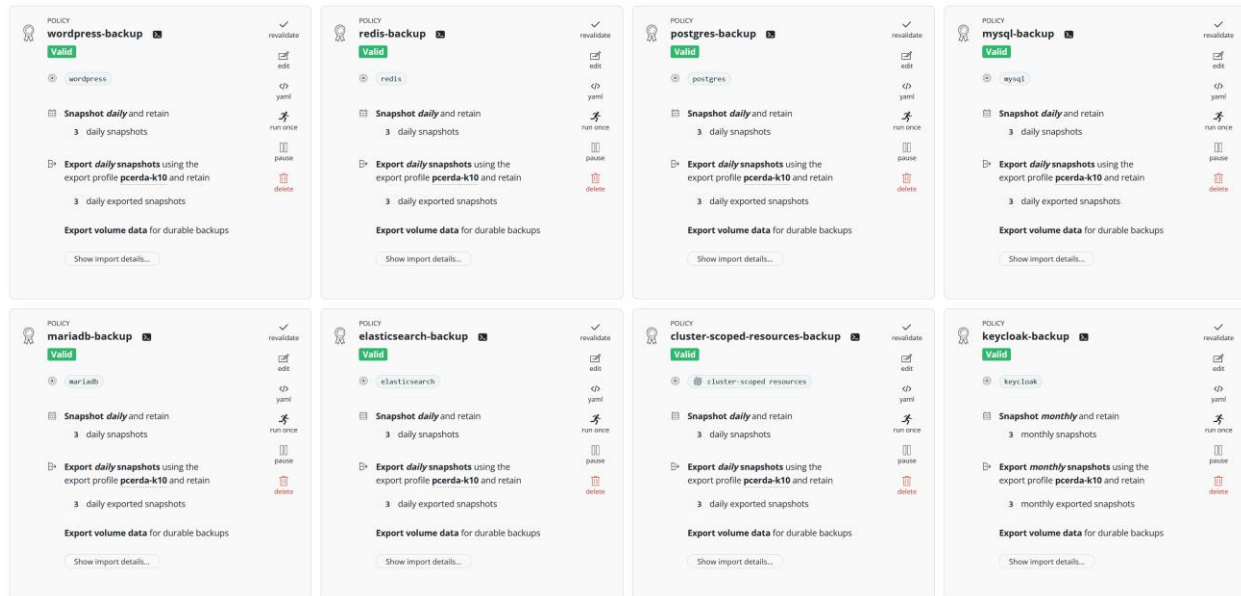 POLICY
wordpress-backup
Valid
wordpress
Snapshot daily and retain
3 daily snapshots
Export daily snapshots using the
export profile pcerda-k10 and retain
3 daily exported snapshots
Export volume data for durable backups
Show import details...
revalidate
edit
yaml
run once
pause
delete
POLICY
redis-backup
Valid
redis
Snapshot daily and retain
3 daily snapshots
Export daily snapshots using the
export profile pcerda-k10 and retain
3 daily exported snapshots
Export volume data for durable backups
Show import details...
revalidate
edit
yaml
run once
pause
delete
POLICY
postgres-backup
Valid
postgres
Snapshot daily and retain
3 daily snapshots
Export daily snapshots using the
export profile pcerda-k10 and retain
3 daily exported snapshots
Export volume data for durable backups
Show import details...
revalidate
edit
yaml
run once
pause
delete
POLICY
mysql-backup
Valid
mysql
Snapshot daily and retain
3 daily snapshots
Export daily snapshots using the
export profile pcerda-k10 and retain
3 daily exported snapshots
Export volume data for durable backups
Show import details...
revalidate
edit
yaml
run once
pause
delete
POLICY
mariadb-backup
Valid
mariadb
Snapshot daily and retain
3 daily snapshots
Export daily snapshots using the
export profile pcerda-k10 and retain
3 daily exported snapshots
Export volume data for durable backups
Show import details...
revalidate
edit
yaml
run once
pause
delete
POLICY
elasticsearch-backup
Valid
elasticsearch
Snapshot daily and retain
3 daily snapshots
Export daily snapshots using the
export profile pcerda-k10 and retain
3 daily exported snapshots
Export volume data for durable backups
Show import details...
revalidate
edit
yaml
run once
pause
delete
POLICY
cluster-scoped-resources-backup
Valid
cluster-scoped resources
Snapshot daily and retain
3 daily snapshots
Export daily snapshots using the
export profile pcerda-k10 and retain
3 daily exported snapshots
Export volume data for durable backups
Show import details...
revalidate
edit
yaml
run once
pause
delete
POLICY
keycloak-backup
Valid
keycloak
Snapshot monthly and retain
3 monthly snapshots
Export monthly snapshots using the
export profile pcerda-k10 and retain
3 monthly exported snapshots
Export volume data for durable backups
Show import details...
revalidate
edit
yaml
run once
pause
delete